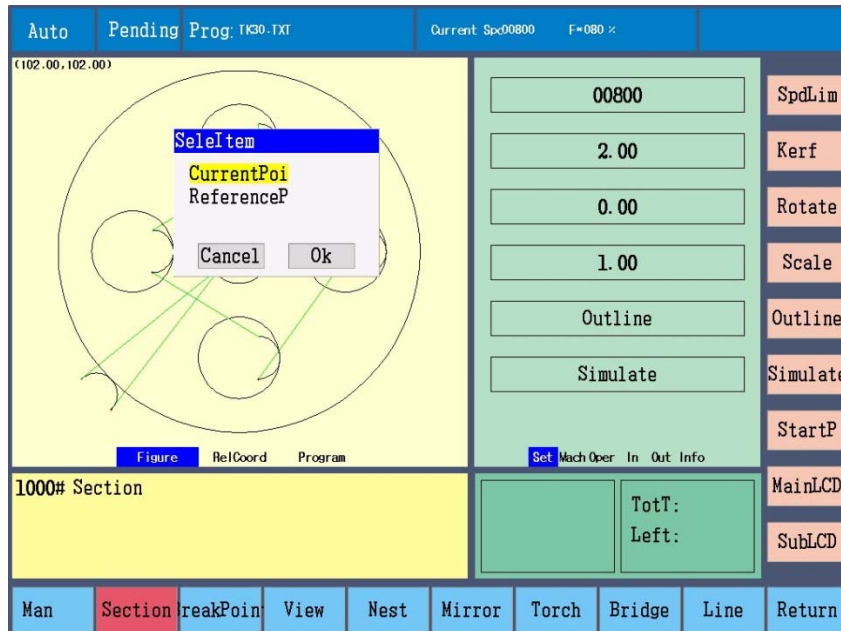 Auto Pending Prog: TK30.TXT Current Spd00800 F=080 %
(102.00,102.00)
SeleItem
CurrentPoi
ReferenceP
Cancel Ok
00800 SpdLim
2.00 Kerf
0.00 Rotate
1.00 Scale
Outline Outline
Simulate Simulate
StartP
Figure RelCoord Program Set Mach Oper In Out Info
1000# Section
TotT:
Left:
MainLCD
SubLCD
Man Section reakPoin View Nest Mirror Torch Bridge Line Return